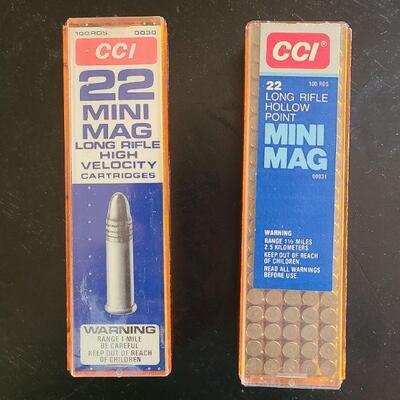 100 RDS 0030
CCI
22
MINI
MAG
LONG RIFLE
HIGH
VELOCITY
CARTRIDGES
WARNING
RANGE 1 MILE
BE CAREFUL
KEEP OUT OF REACH
OF CHILDREN
CCI®
22 100 RDS
LONG RIFLE
HOLLOW
POINT
MINI
MAG
00031
WARNING
RANGE 1½ MILES
2.5 KILOMETERS
KEEP OUT OF REACH
OF CHILDREN.
READ ALL WARNINGS
BEFORE USE.